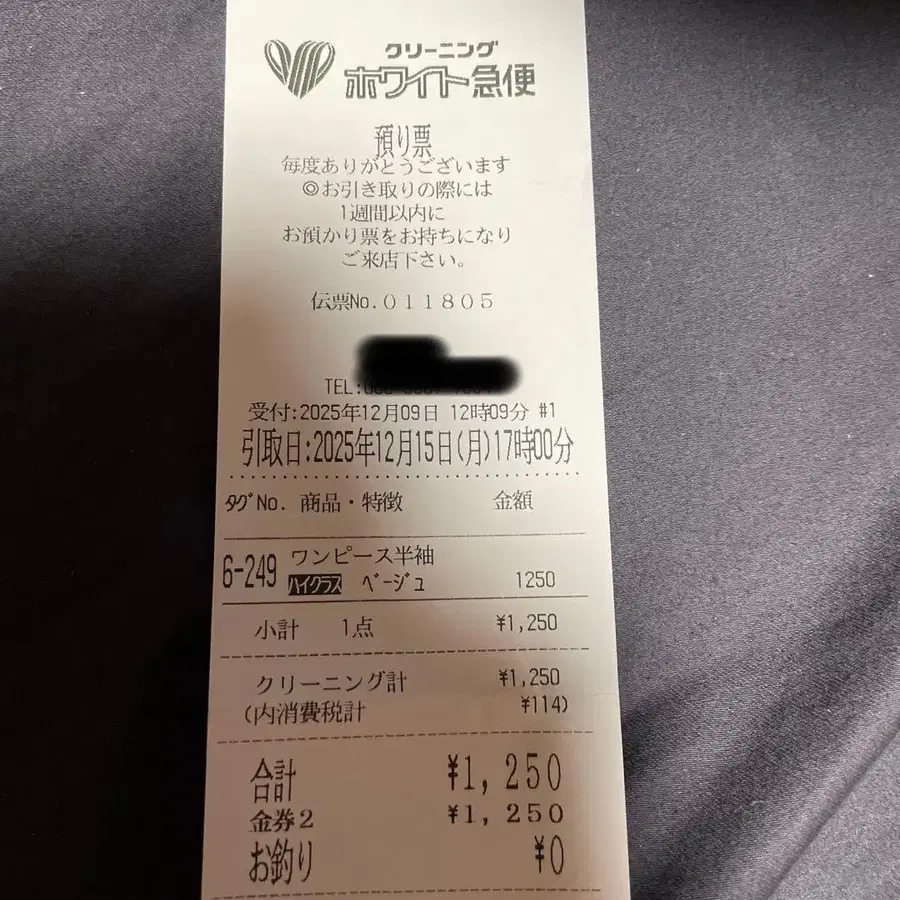 クリーニング
ホワイト急便
預り票
毎度ありがとうございます
◎お引き取りの際には
1週間以内に
お預かり票をお持ちになり
ご来店下さい。
伝票No.011805
TEL:
受付:2025年12月09日 12時09分 #1
引取日:2025年12月15日(月)17時00分
ﾀｸﾞNo. 商品・特徴 金額
6-249 ワンピース半袖
ハイクラス ﾍﾞｰｼﾞｭ 1250
小計 1点 ¥1,250
クリーニング計 ¥1,250
(内消費税計 ¥114)
合計 ¥1,250
金券2 ¥1,250
お釣り ¥0